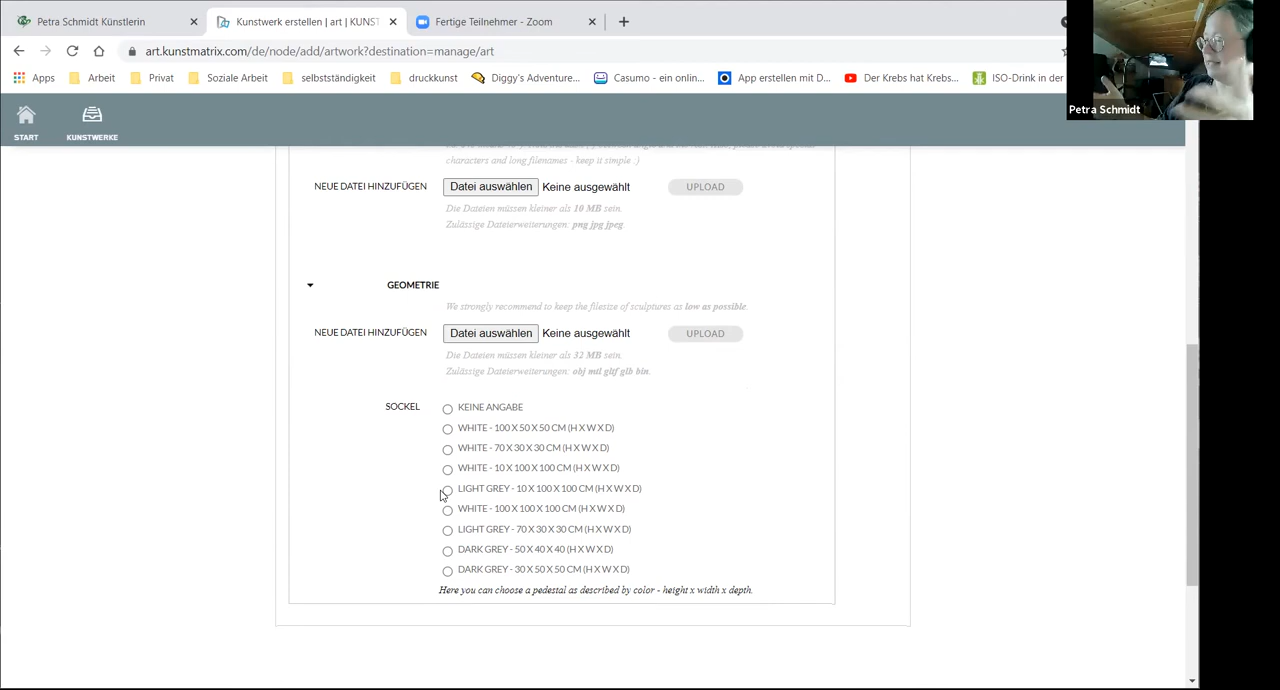 Petra Schmidt Künstlerin
Kunstwerk erstellen | art | KUNST
Fertige Teilnehmer - Zoom
art.kunstmatrix.com/de/node/add/artwork?destination=manage/art
Apps
Arbeit
Privat
Soziale Arbeit
selbstständigkeit
druckkunst
Diggy's Adventure...
Casumo - ein onlin...
App erstellen mit D...
Der Krebs hat Krebs...
ISO-Drink in der
Petra Schmidt
START
KUNSTWERKE
characters and long filenames - keep it simple :)
NEUE DATEI HINZUFÜGEN Datei auswählen Keine ausgewählt UPLOAD
Die Dateien müssen kleiner als 10 MB sein.
Zulässige Dateierweiterungen: png jpg jpeg.
GEOMETRIE
We strongly recommend to keep the filesize of sculptures as low as possible.
NEUE DATEI HINZUFÜGEN Datei auswählen Keine ausgewählt UPLOAD
Die Dateien müssen kleiner als 32 MB sein.
Zulässige Dateierweiterungen: obj mtl gltf glb bin.
SOCKEL
KEINE ANGABE
WHITE - 100 X 50 X 50 CM (H X W X D)
WHITE - 70 X 30 X 30 CM (H X W X D)
WHITE - 10 X 100 X 100 CM (H X W X D)
LIGHT GREY - 10 X 100 X 100 CM (H X W X D)
WHITE - 100 X 100 X 100 CM (H X W X D)
LIGHT GREY - 70 X 30 X 30 CM (H X W X D)
DARK GREY - 50 X 40 X 40 (H X W X D)
DARK GREY - 30 X 50 X 50 CM (H X W X D)
Here you can choose a pedestal as described by color - height x width x depth.